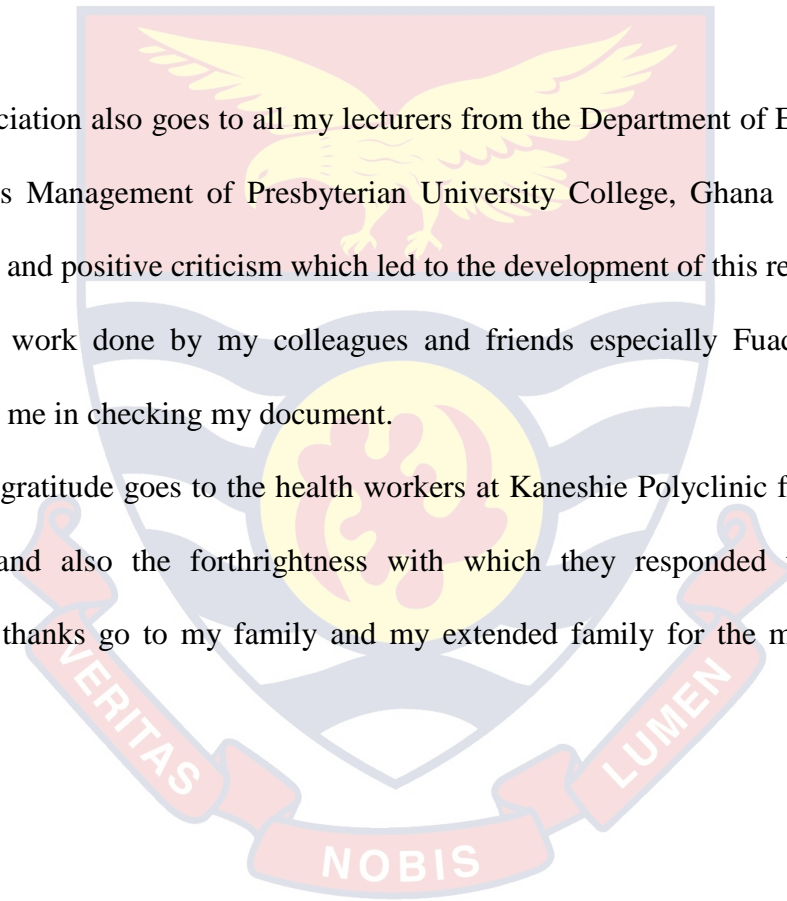 ciation also goes to all my lecturers from the Department of E
s Management of Presbyterian University College, Ghana
and positive criticism which led to the development of this re
work done by my colleagues and friends especially Fuad
me in checking my document.
gratitude goes to the health workers at Kaneshie Polyclinic f
and also the forthrightness with which they responded
thanks go to my family and my extended family for the m
VERITAS
NOBIS
LUMEN